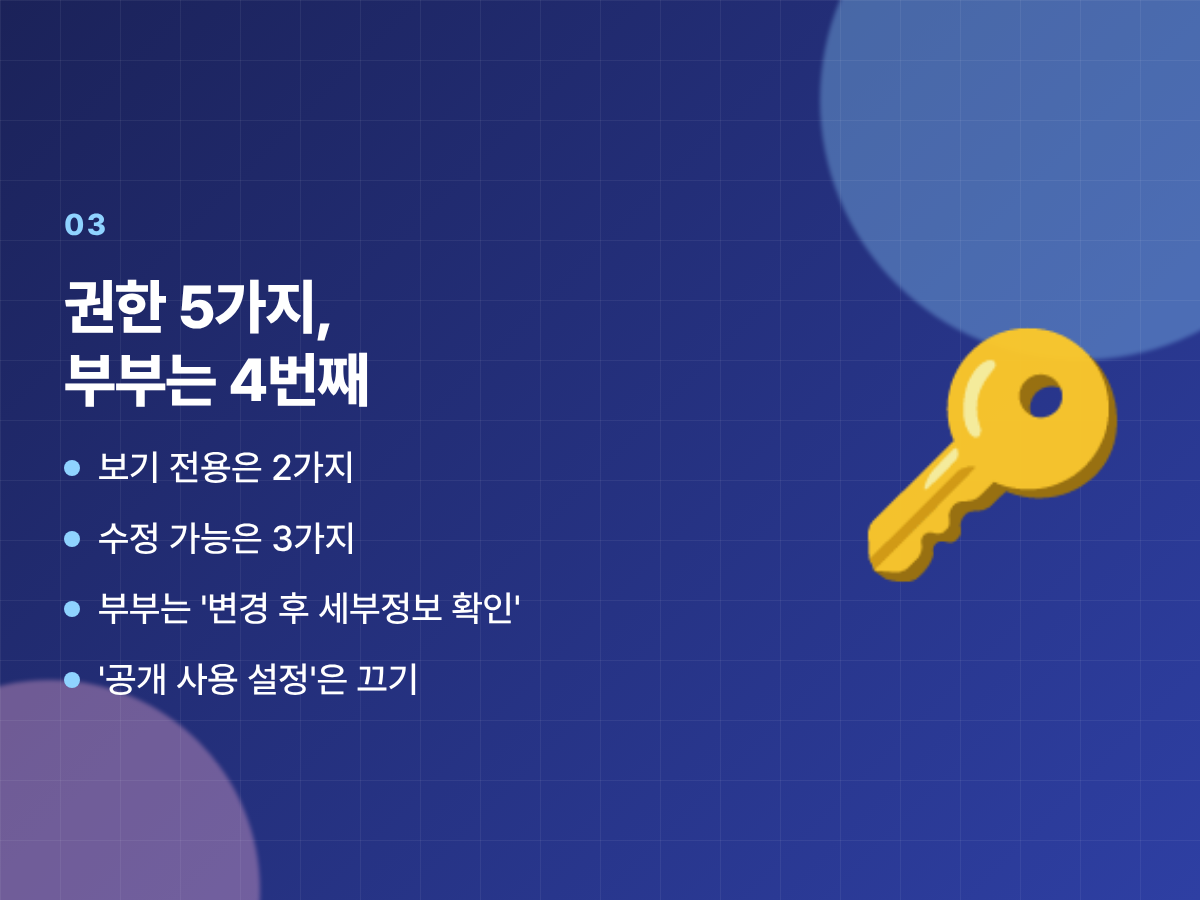 03
권한 5가지,
부부는 4번째
보기 전용은 2가지
수정 가능은 3가지
부부는 '변경 후 세부정보 확인'
'공개 사용 설정'은 끄기